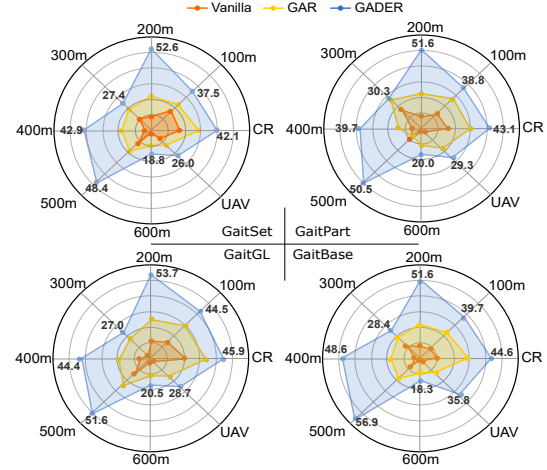 Vanilla GAR GADER
200m
52.6
100m
37.5
CR
42.1
UAV
26.0
600m
18.8
500m
48.4
400m
42.9
300m
27.4
200m
51.6
100m
38.8
CR
43.1
UAV
29.3
600m
20.0
500m
50.5
400m
39.7
300m
30.3
GaitSet GaitPart
GaitGL GaitBase
200m
53.7
100m
44.5
CR
45.9
UAV
28.7
600m
20.5
500m
51.6
400m
44.4
300m
27.0
200m
51.6
100m
39.7
CR
44.6
UAV
35.8
600m
18.3
500m
56.9
400m
48.6
300m
28.4